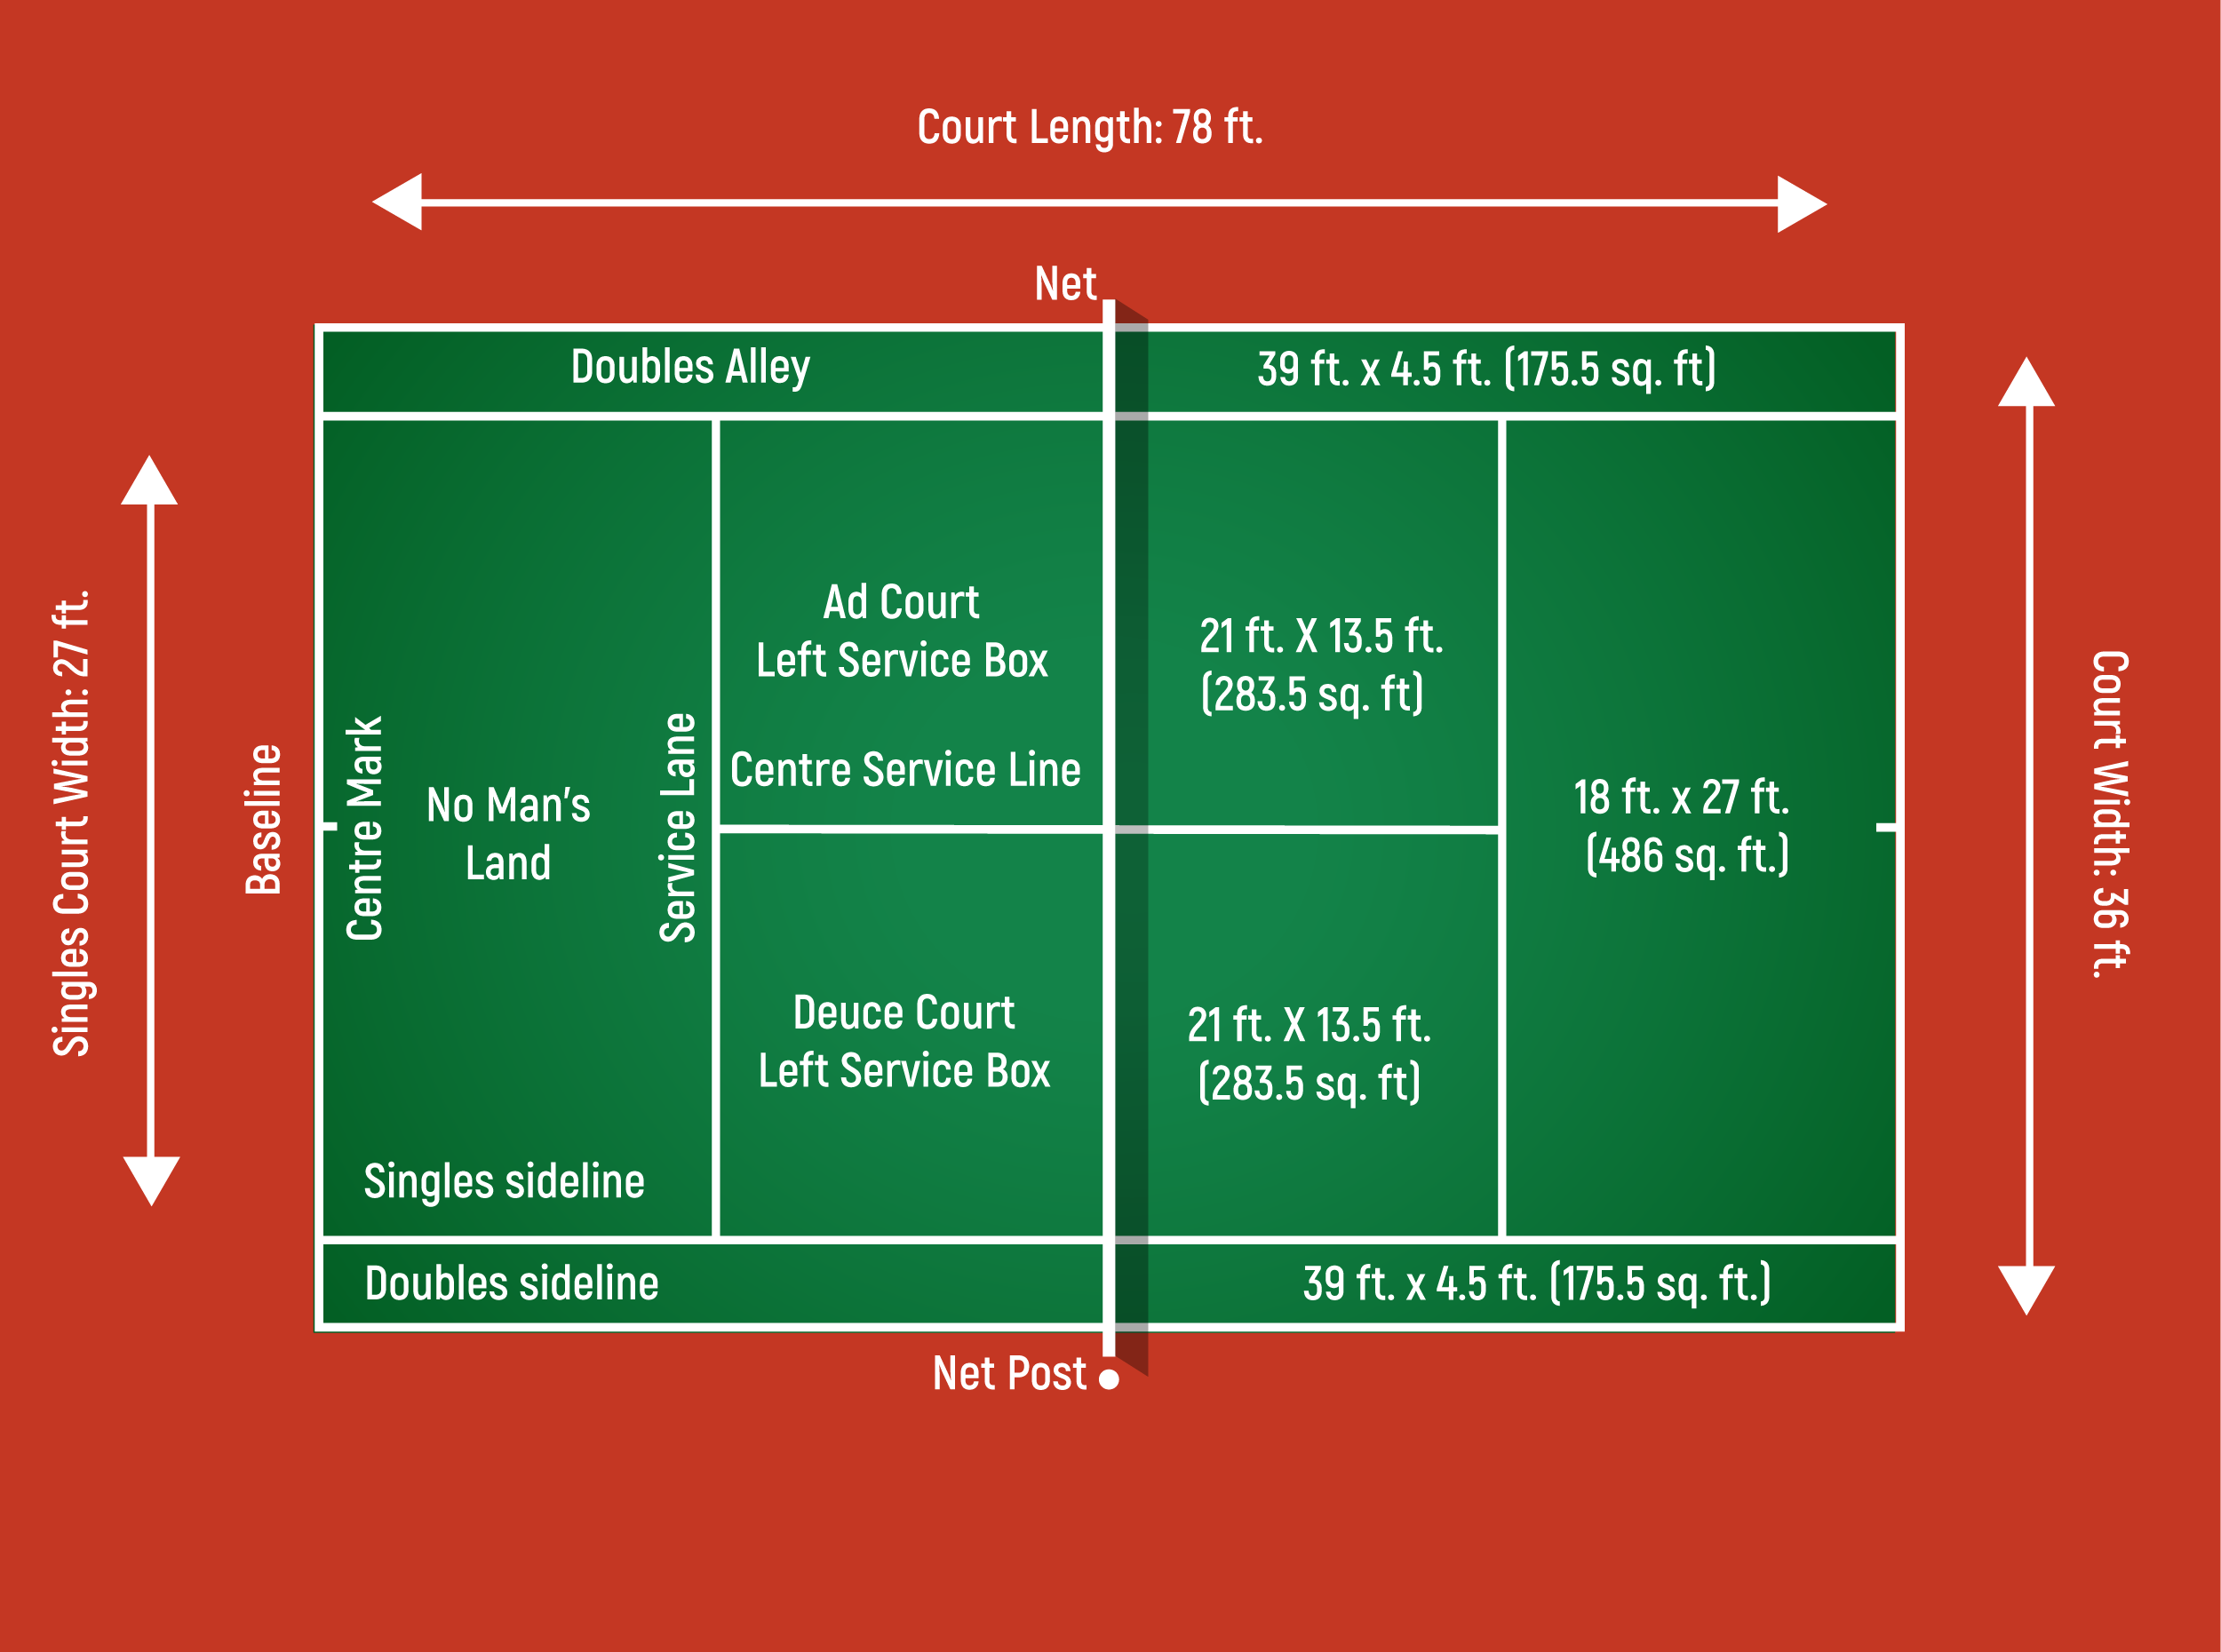 Court Length: 78 ft.
Net
Doubles Alley
39 ft. x 4.5 ft. (175.5 sq. ft)
Singles Court Width: 27 ft.
Baseline
Centre Mark
No Man's
Land
Service Lane
Ad Court
Left Service Box
Centre Service Line
21 ft. X 13.5 ft.
(283.5 sq. ft)
18 ft. x 27 ft.
(486 sq. ft.)
Court Width: 36 ft.
Deuce Court
Left Service Box
21 ft. X 13.5 ft.
(283.5 sq. ft)
Singles sideline
Doubles sideline
39 ft. x 4.5 ft. (175.5 sq. ft.)
Net Post